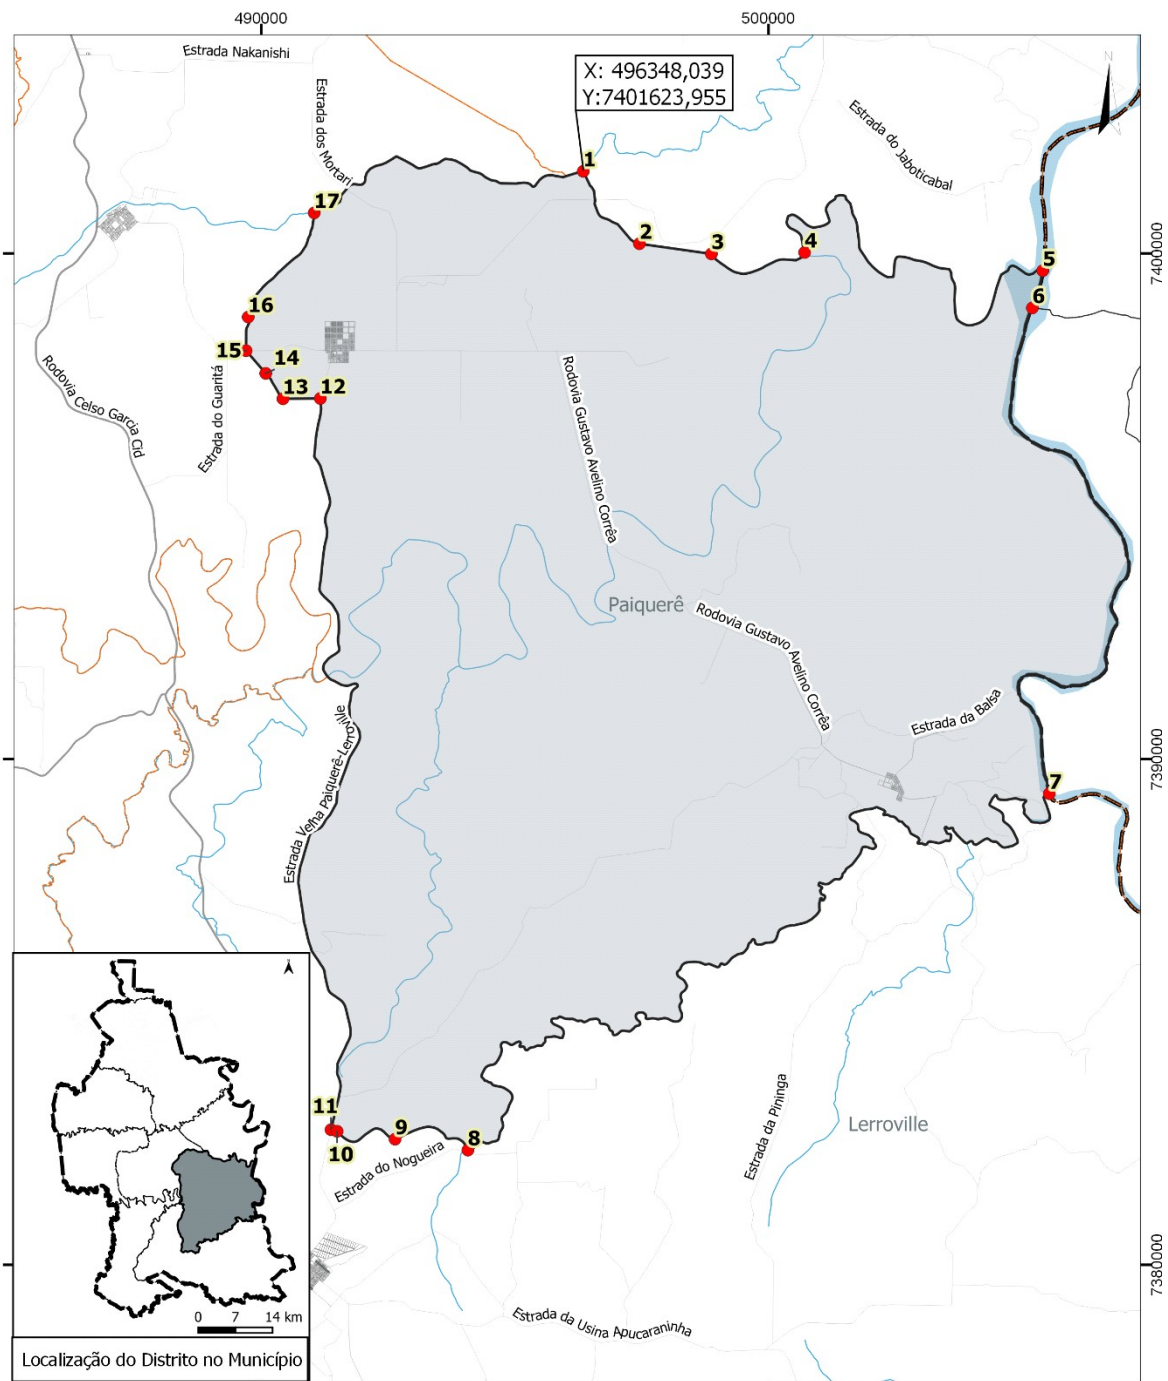 490000
500000
Estrada Nakanishi
X: 496348,039
Y:7401623,955
N
Estrada dos Mortari
Estrada do Jaboticabal
1
17
2
3
4
5
7400000
6
16
15
14
13
12
Rodovia Celso Garcia Cid
Estrada do Guaritá
Rodovia Gustavo Avelino Corrêa
Paiquerê
Rodovia Gustavo Avelino Corrêa
Estrada da Balsa
Estrada Velha Paiquerê-Lerroville
7390000
7
11
10
9
8
Estrada do Nogueira
Estrada da Pininga
Lerroville
7380000
Estrada da Usina Apucaraninha
0 7 14 km
Localização do Distrito no Município